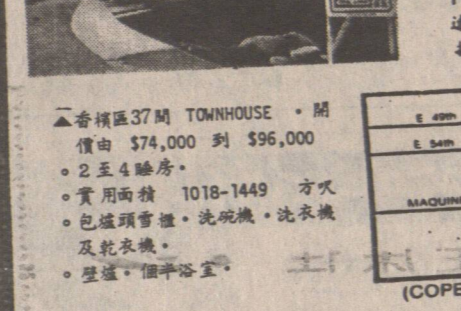 ▲香檳區37間 TOWNHOUSE •開
價由 $74,000 到 $96,000
。2至4睡房。
。實用面積 1018-1449 方呎
。包爐頭雪櫃。洗碗機。洗衣機
及乾衣機。
。壁爐。個半浴室。
E 49th
E 54th
MAQUINN
(COPE